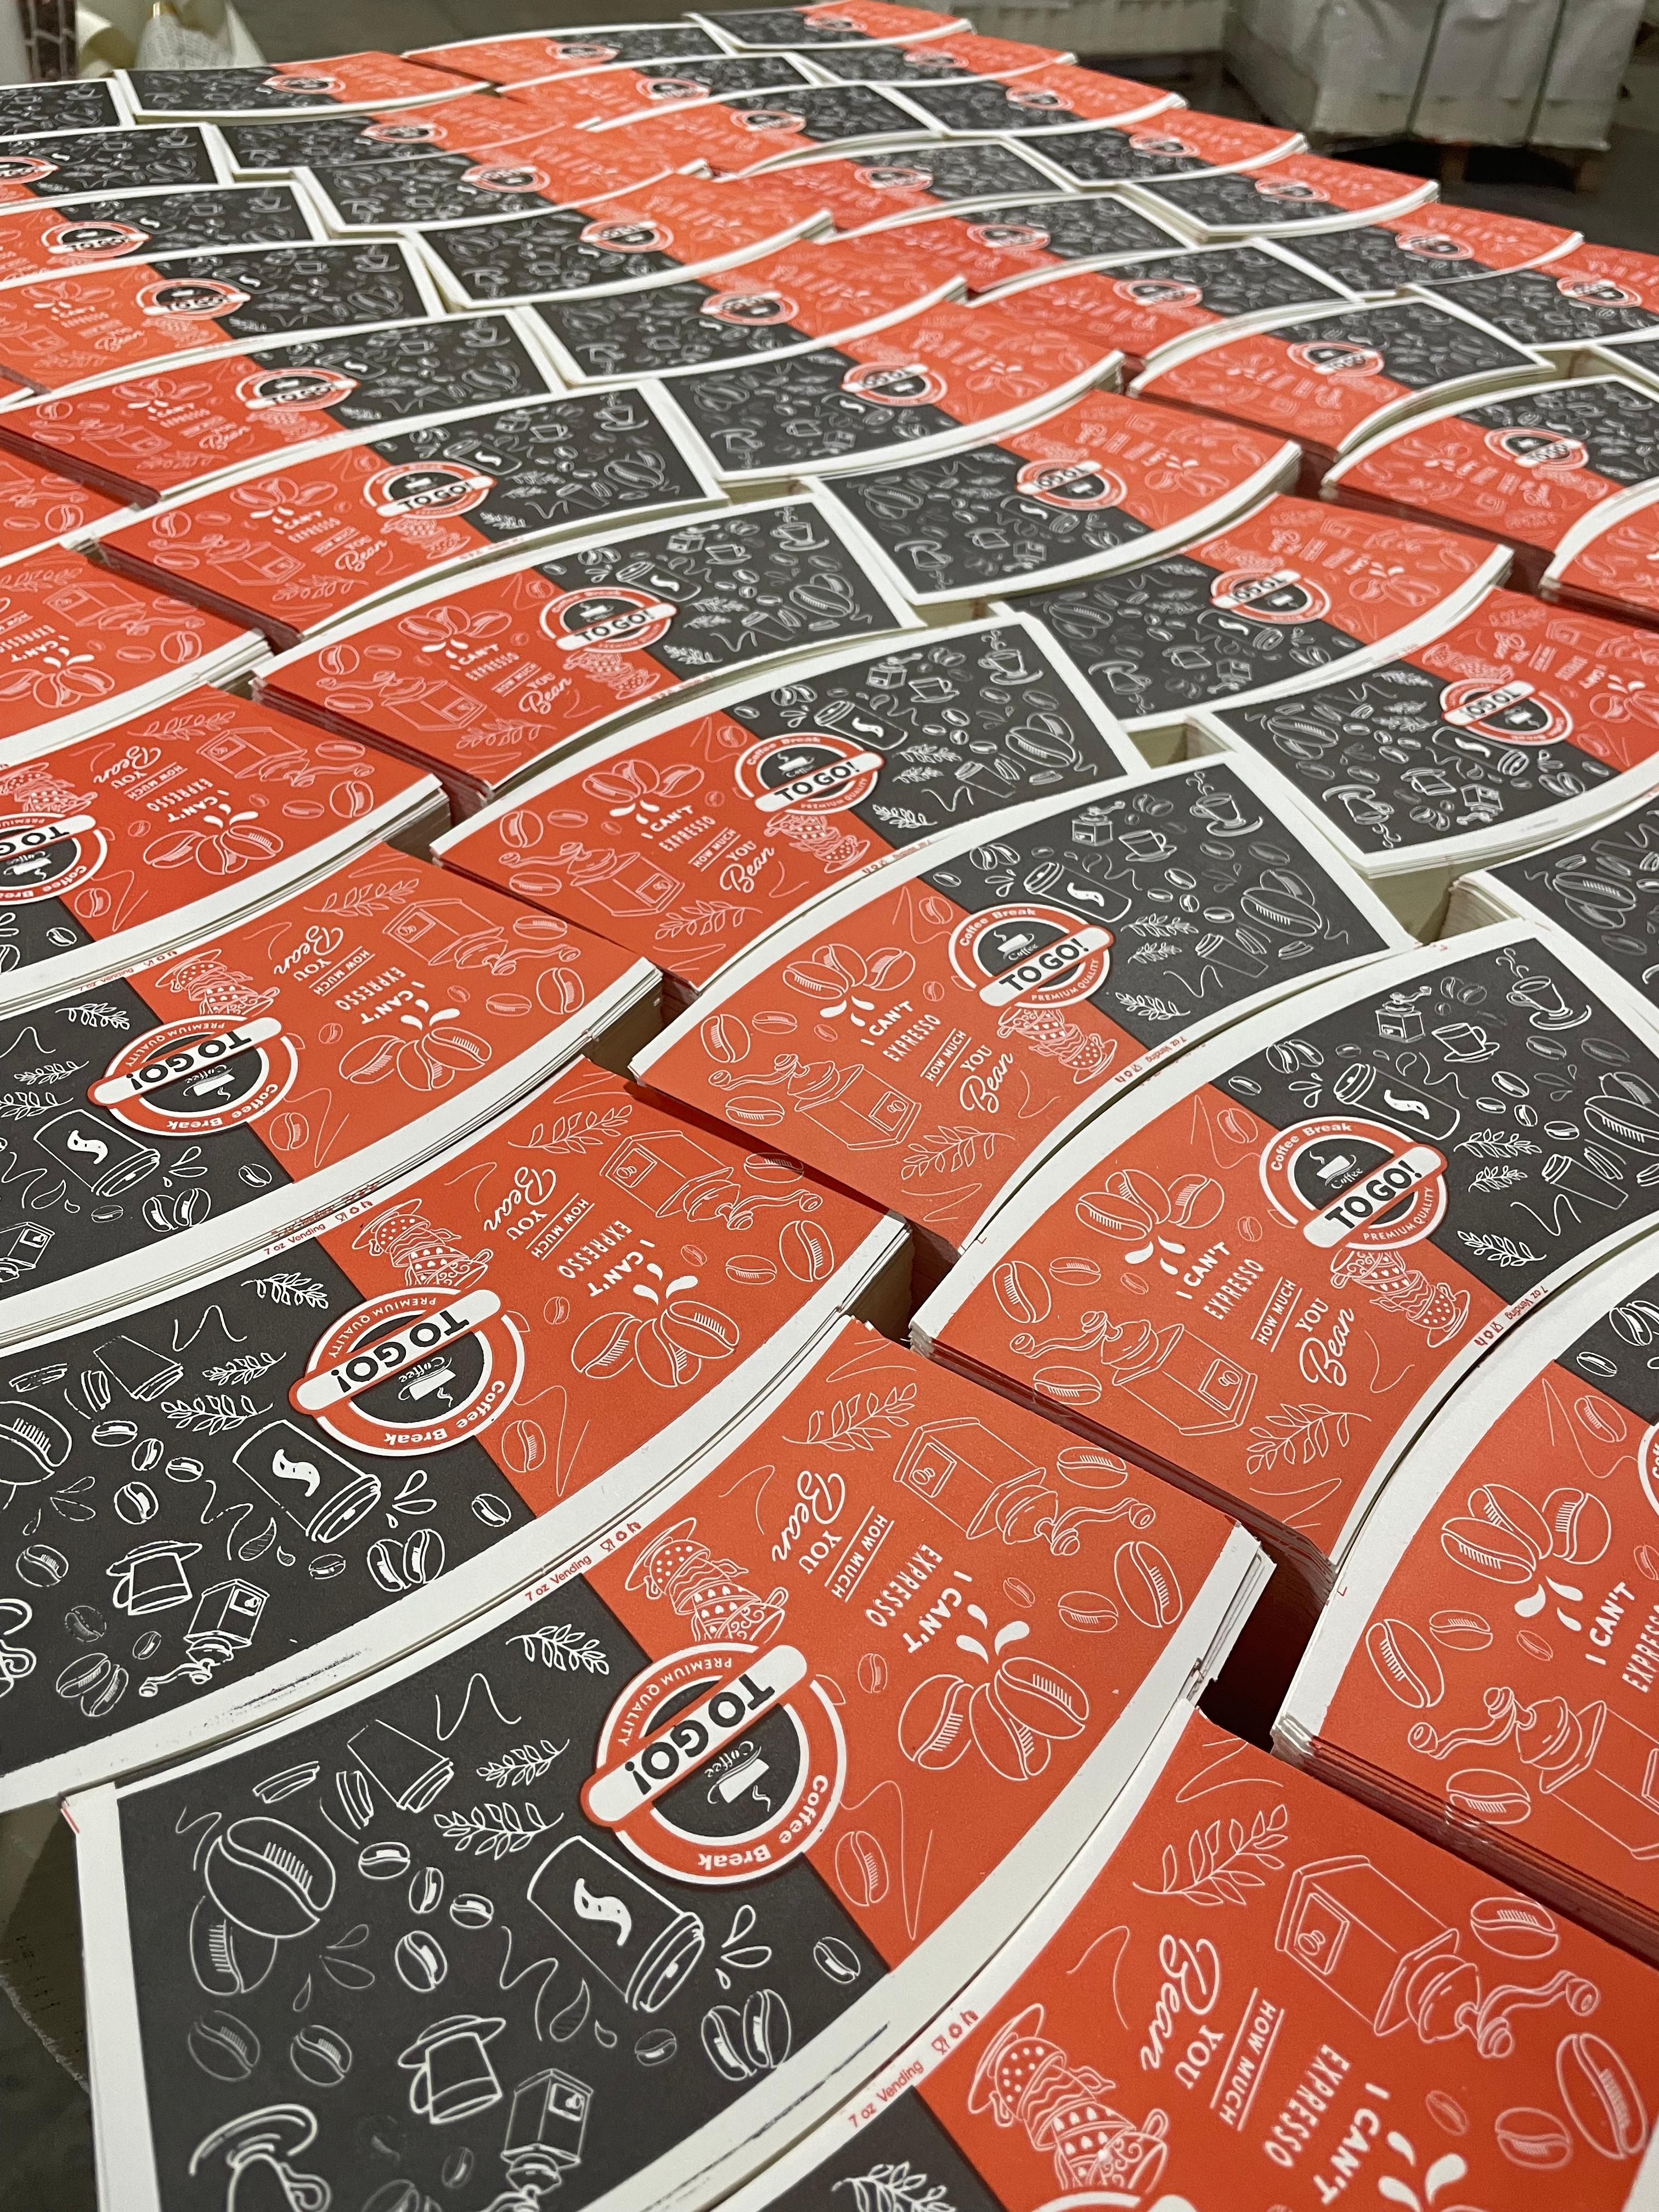 Coffee Break
Coffee
TO GO!
PREMIUM QUALITY
I CAN'T
EXPRESSO
HOW MUCH
YOU
Bean
7 oz Vending